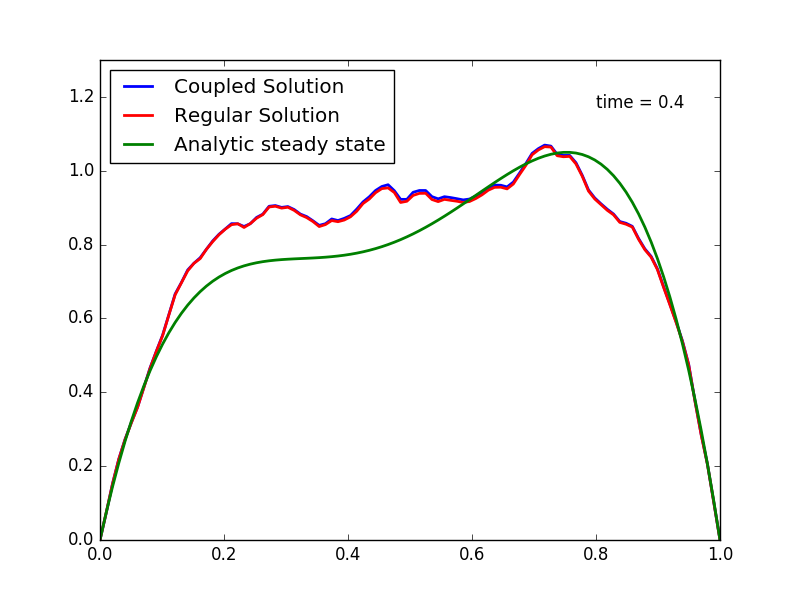 Coupled Solution
Regular Solution
Analytic steady state
time = 0.4
1.2
1.0
0.8
0.6
0.4
0.2
0.0
0.0 0.2 0.4 0.6 0.8 1.0